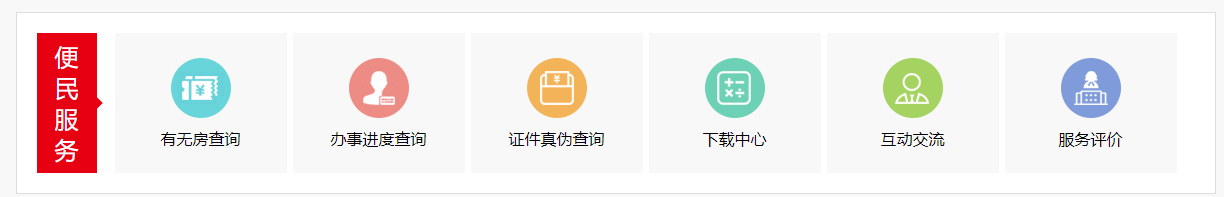 便民服务
有无房查询
办事进度查询
证件真伪查询
下载中心
互动交流
服务评价